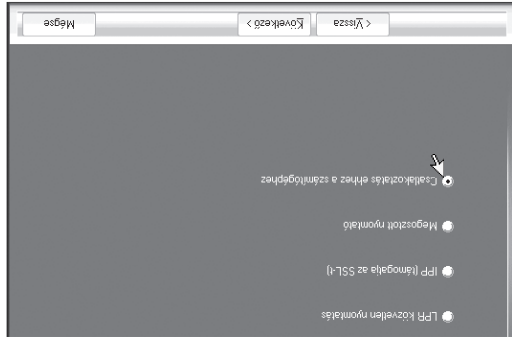 LPR közvetlen nyomtatás
IPP (támogatja az SSL-t)
Megosztott nyomtató
Csatlakoztatás ehhez a számítógéphez
< Vissza Következő > Mégse